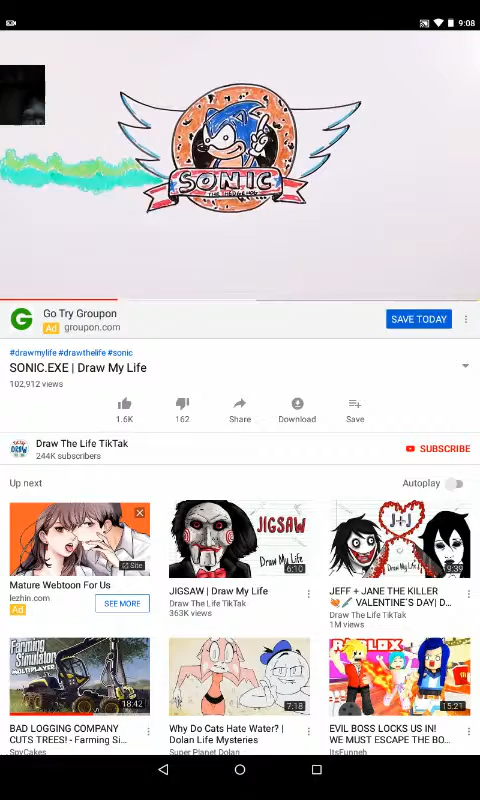 9:08
SONIC
THE HEDGEHOG
Go Try Groupon
Ad groupon.com
SAVE TODAY
#drawmylife #drawthelife #sonic
SONIC.EXE | Draw My Life
102,912 views
1.6K
162
Share
Download
Save
Draw The Life TikTak
244K subscribers
SUBSCRIBE
Up next
Autoplay
Site
Mature Webtoon For Us
lezhin.com
Ad
SEE MORE
JIGSAW
Draw My Life
6:10
JIGSAW | Draw My Life
Draw The Life TikTak
363K views
J+J
Draw My Life
9:39
JEFF + JANE THE KILLER
💘🗡️ VALENTINE'S DAY| D...
Draw The Life TikTak
1M views
Farming
Simulator
MULTIPLAYER
18:42
BAD LOGGING COMPANY
CUTS TREES! - Farming Si...
SpyCakes
7:18
Why Do Cats Hate Water? |
Dolan Life Mysteries
Super Planet Dolan
ROBLOX
15:21
EVIL BOSS LOCKS US IN!
WE MUST ESCAPE THE BO...
ItsFunneh